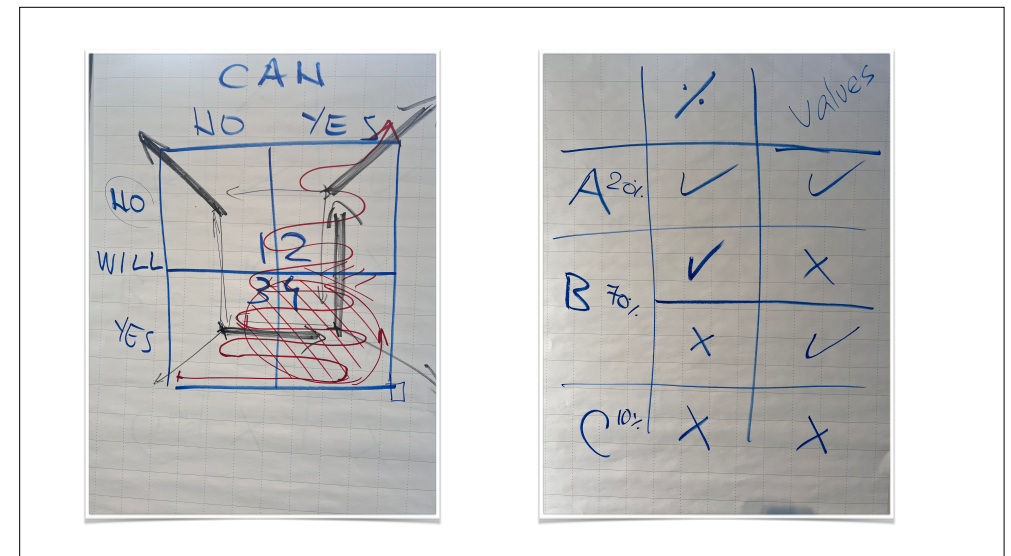 CAN
NO YES
NO
1 2
WILL
3 4
YES
% values
A 20% ✓ ✓
✓ X
B 70%
X ✓
C 10% X X